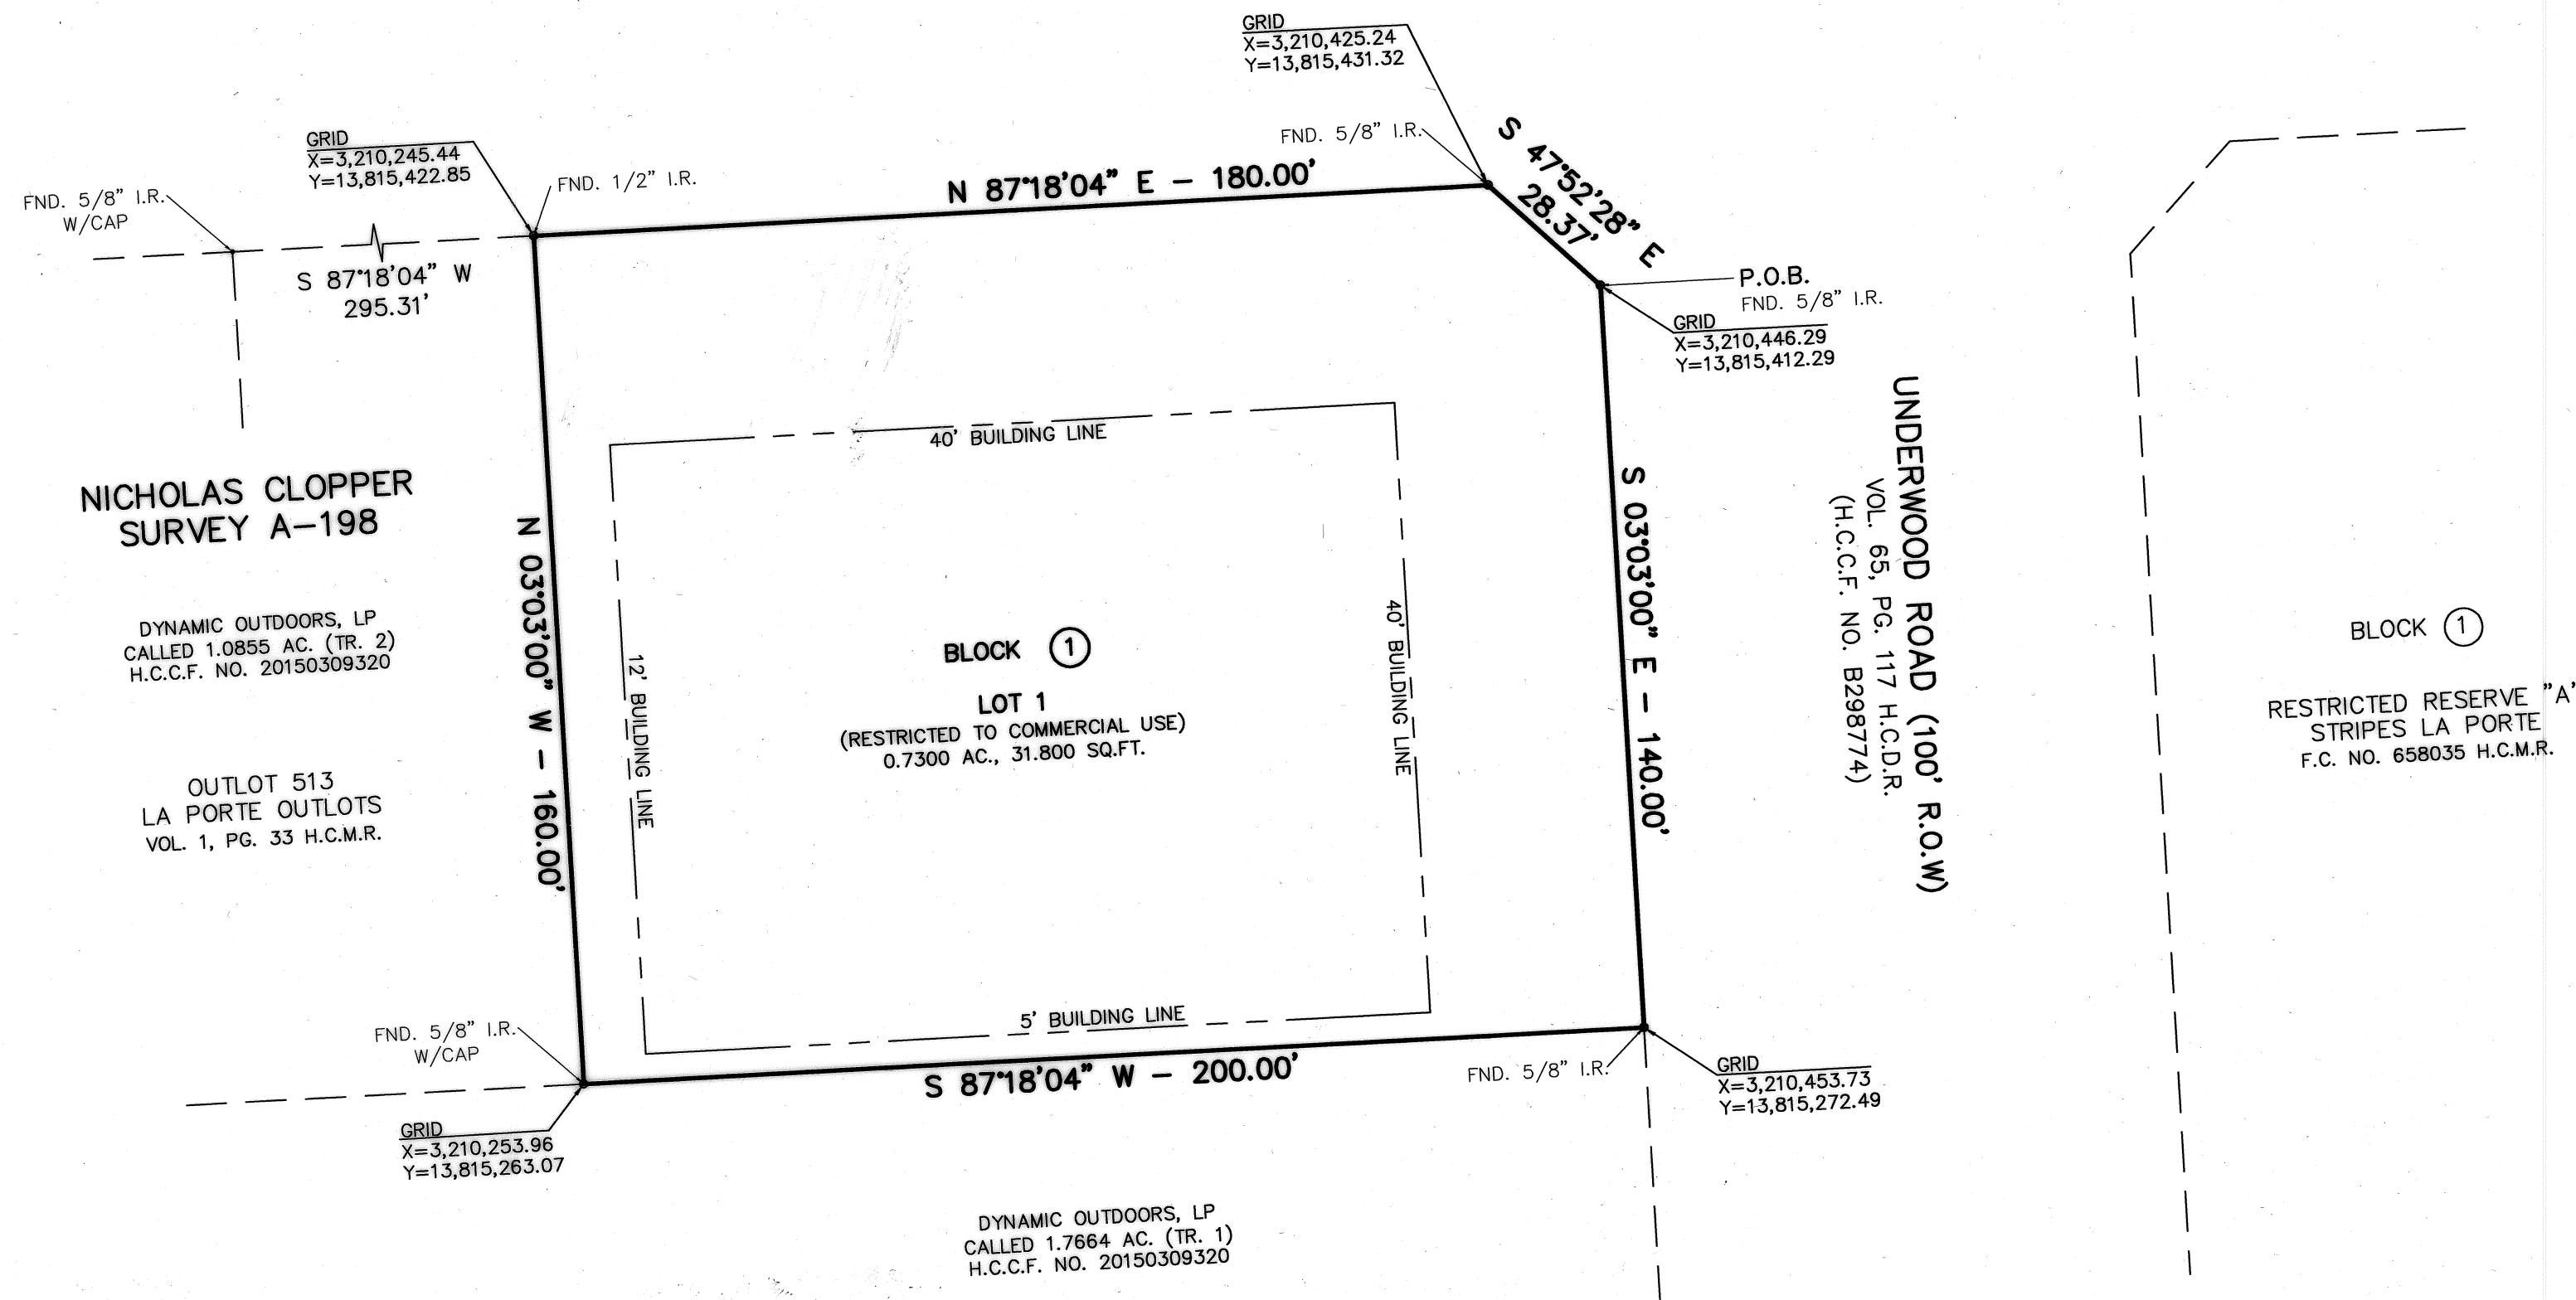 GRID
X=3,210,425.24
Y=13,815,431.32
FND. 5/8" I.R.
S 47°52'28" E
28.37'
GRID
X=3,210,245.44
Y=13,815,422.85
FND. 1/2" I.R.
N 87°18'04" E - 180.00'
FND. 5/8" I.R.
W/CAP
S 87°18'04" W
295.31'
P.O.B.
FND. 5/8" I.R.
GRID
X=3,210,446.29
Y=13,815,412.29
40' BUILDING LINE
NICHOLAS CLOPPER
SURVEY A-198
N 03°03'00" W - 160.00'
S 03°03'00" E - 140.00'
UNDERWOOD ROAD (100' R.O.W)
VOL. 65, PG. 117 H.C.D.R.
(H.C.C.F. NO. B298774)
DYNAMIC OUTDOORS, LP
CALLED 1.0855 AC. (TR. 2)
H.C.C.F. NO. 20150309320
12' BUILDING LINE
BLOCK 1
LOT 1
(RESTRICTED TO COMMERCIAL USE)
0.7300 AC., 31.800 SQ.FT.
40' BUILDING LINE
BLOCK 1
RESTRICTED RESERVE "A"
STRIPES LA PORTE
F.C. NO. 658035 H.C.M.R.
OUTLOT 513
LA PORTE OUTLOTS
VOL. 1, PG. 33 H.C.M.R.
5' BUILDING LINE
FND. 5/8" I.R.
W/CAP
S 87°18'04" W - 200.00'
FND. 5/8" I.R.
GRID
X=3,210,453.73
Y=13,815,272.49
GRID
X=3,210,253.96
Y=13,815,263.07
DYNAMIC OUTDOORS, LP
CALLED 1.7664 AC. (TR. 1)
H.C.C.F. NO. 20150309320